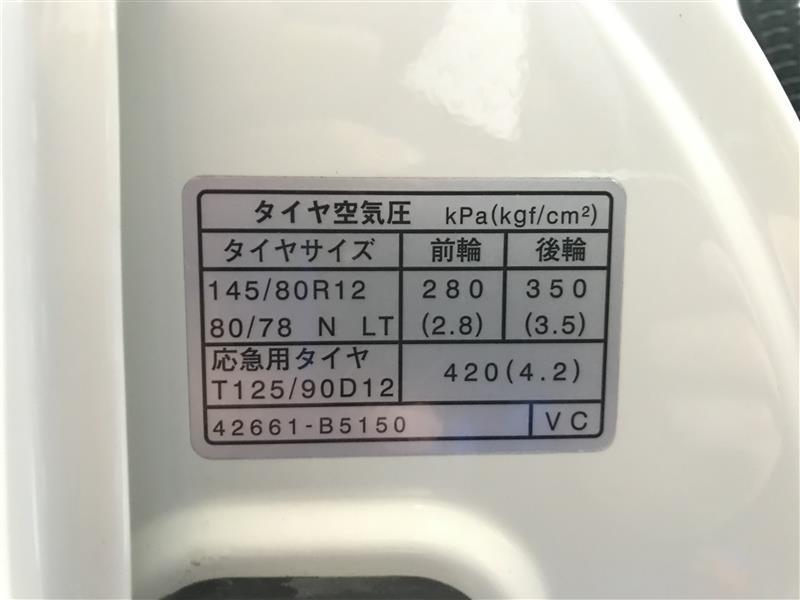 タイヤ空気圧 kPa(kgf/cm²)
タイヤサイズ 前輪 後輪
145/80R12 280 350
80/78 N LT (2.8) (3.5)
応急用タイヤ
T125/90D12 420(4.2)
42661-B5150 VC